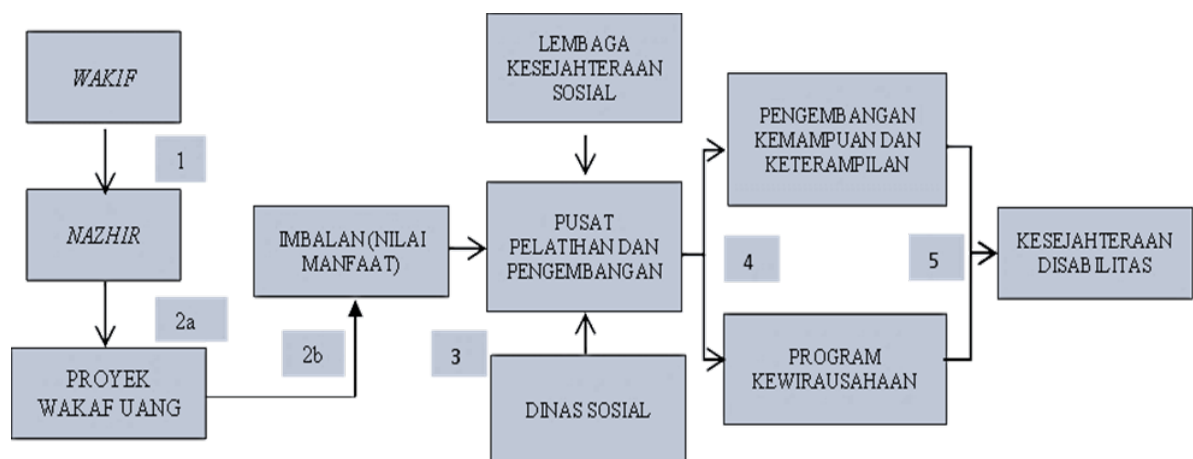 WAKIF
1
NAZHIR
2a
PROYEK
WAKAF UANG
2b
IMBALAN (NILAI
MANFAAT)
LEMBAGA
KESEJAHTERAAN
SOSIAL
PUSAT
PELATIHAN DAN
PENGEMBANGAN
3
DINAS SOSIAL
4
PENGEMBANGAN
KEMAMPUAN DAN
KETERAMPILAN
PROGRAM
KEWIRAUSAHAAN
5
KESEJAHTERAAN
DISABILITAS